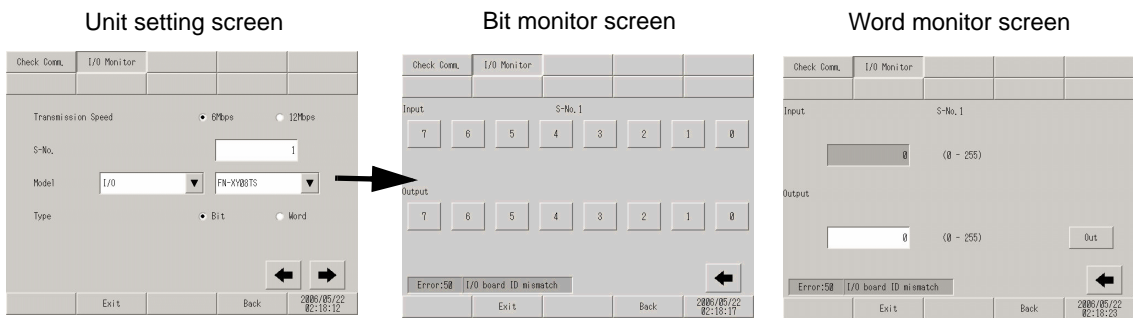 Unit setting screen
Check Comm. I/O Monitor
Transmission Speed 6Mbps 12Mbps
S-No. 1
Model I/O FN-XY08TS
Type Bit Word
Exit Back 2006/05/22
02:18:12
Bit monitor screen
Check Comm. I/O Monitor
Input S-No.1
7 6 5 4 3 2 1 0
Output
7 6 5 4 3 2 1 0
Error:50 I/O board ID mismatch
Exit Back 2006/05/22
02:18:17
Word monitor screen
Check Comm. I/O Monitor
Input S-No.1
0 (0 - 255)
Output
0 (0 - 255) Out
Error:50 I/O board ID mismatch
Exit Back 2006/05/22
02:18:23